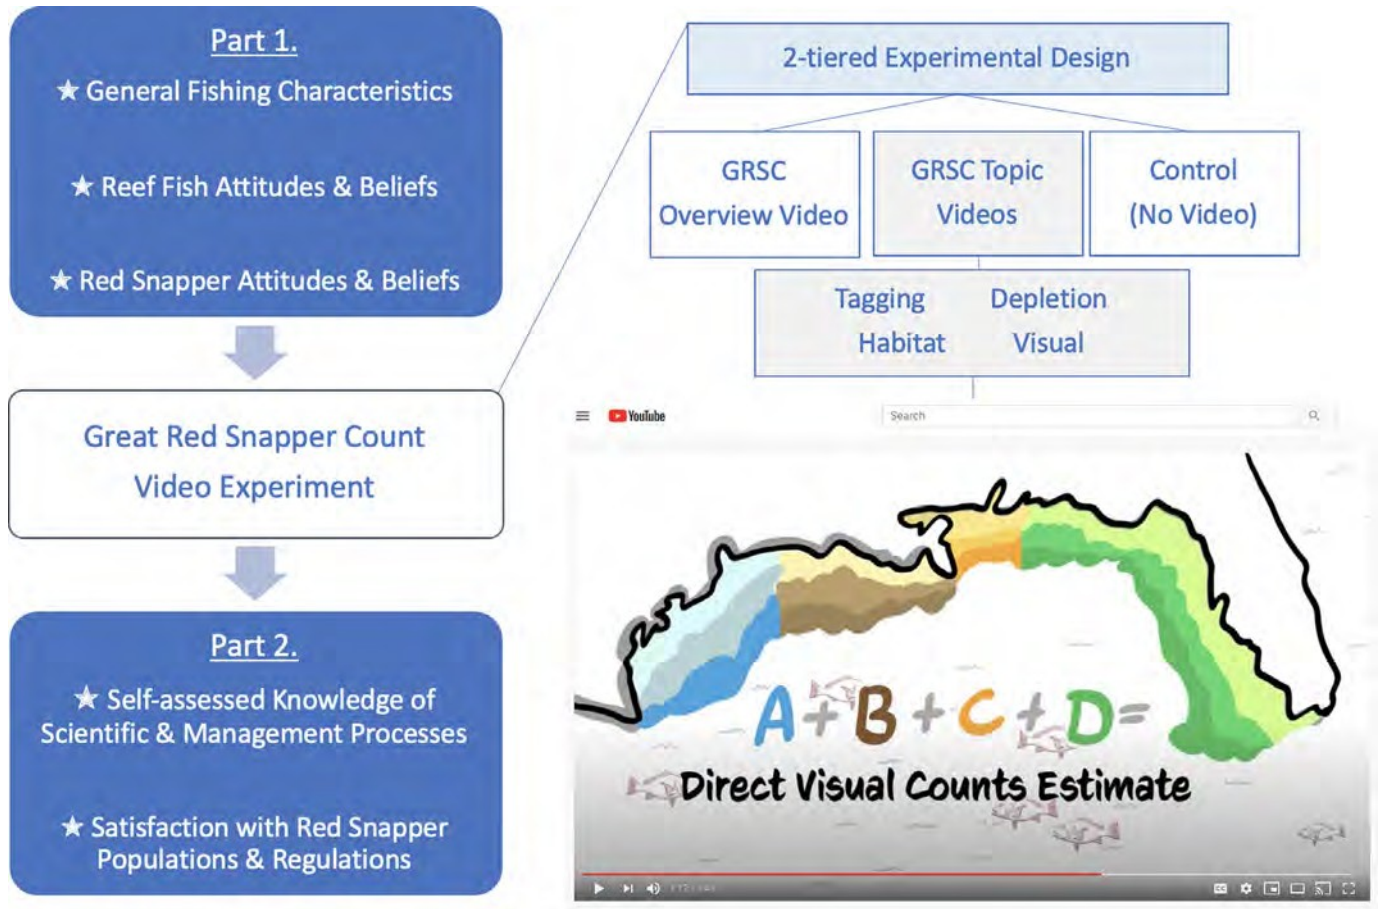 Part 1.
★ General Fishing Characteristics
★ Reef Fish Attitudes & Beliefs
★ Red Snapper Attitudes & Beliefs
Great Red Snapper Count
Video Experiment
Part 2.
★ Self-assessed Knowledge of
Scientific & Management Processes
★ Satisfaction with Red Snapper
Populations & Regulations
2-tiered Experimental Design
GRSC
Overview Video
GRSC Topic
Videos
Control
(No Video)
Tagging Depletion
Habitat Visual
YouTube
Search
A+B+C+D=
Direct Visual Counts Estimate
CC